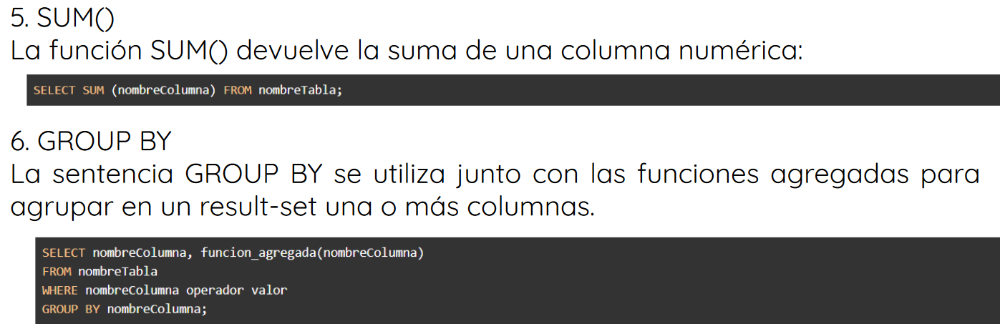 5. SUM()
La función SUM() devuelve la suma de una columna numérica:
SELECT SUM (nombreColumna) FROM nombreTabla;
6. GROUP BY
La sentencia GROUP BY se utiliza junto con las funciones agregadas para
agrupar en un result-set una o más columnas.
SELECT nombreColumna, funcion_agregada(nombreColumna)
FROM nombreTabla
WHERE nombreColumna operador valor
GROUP BY nombreColumna;